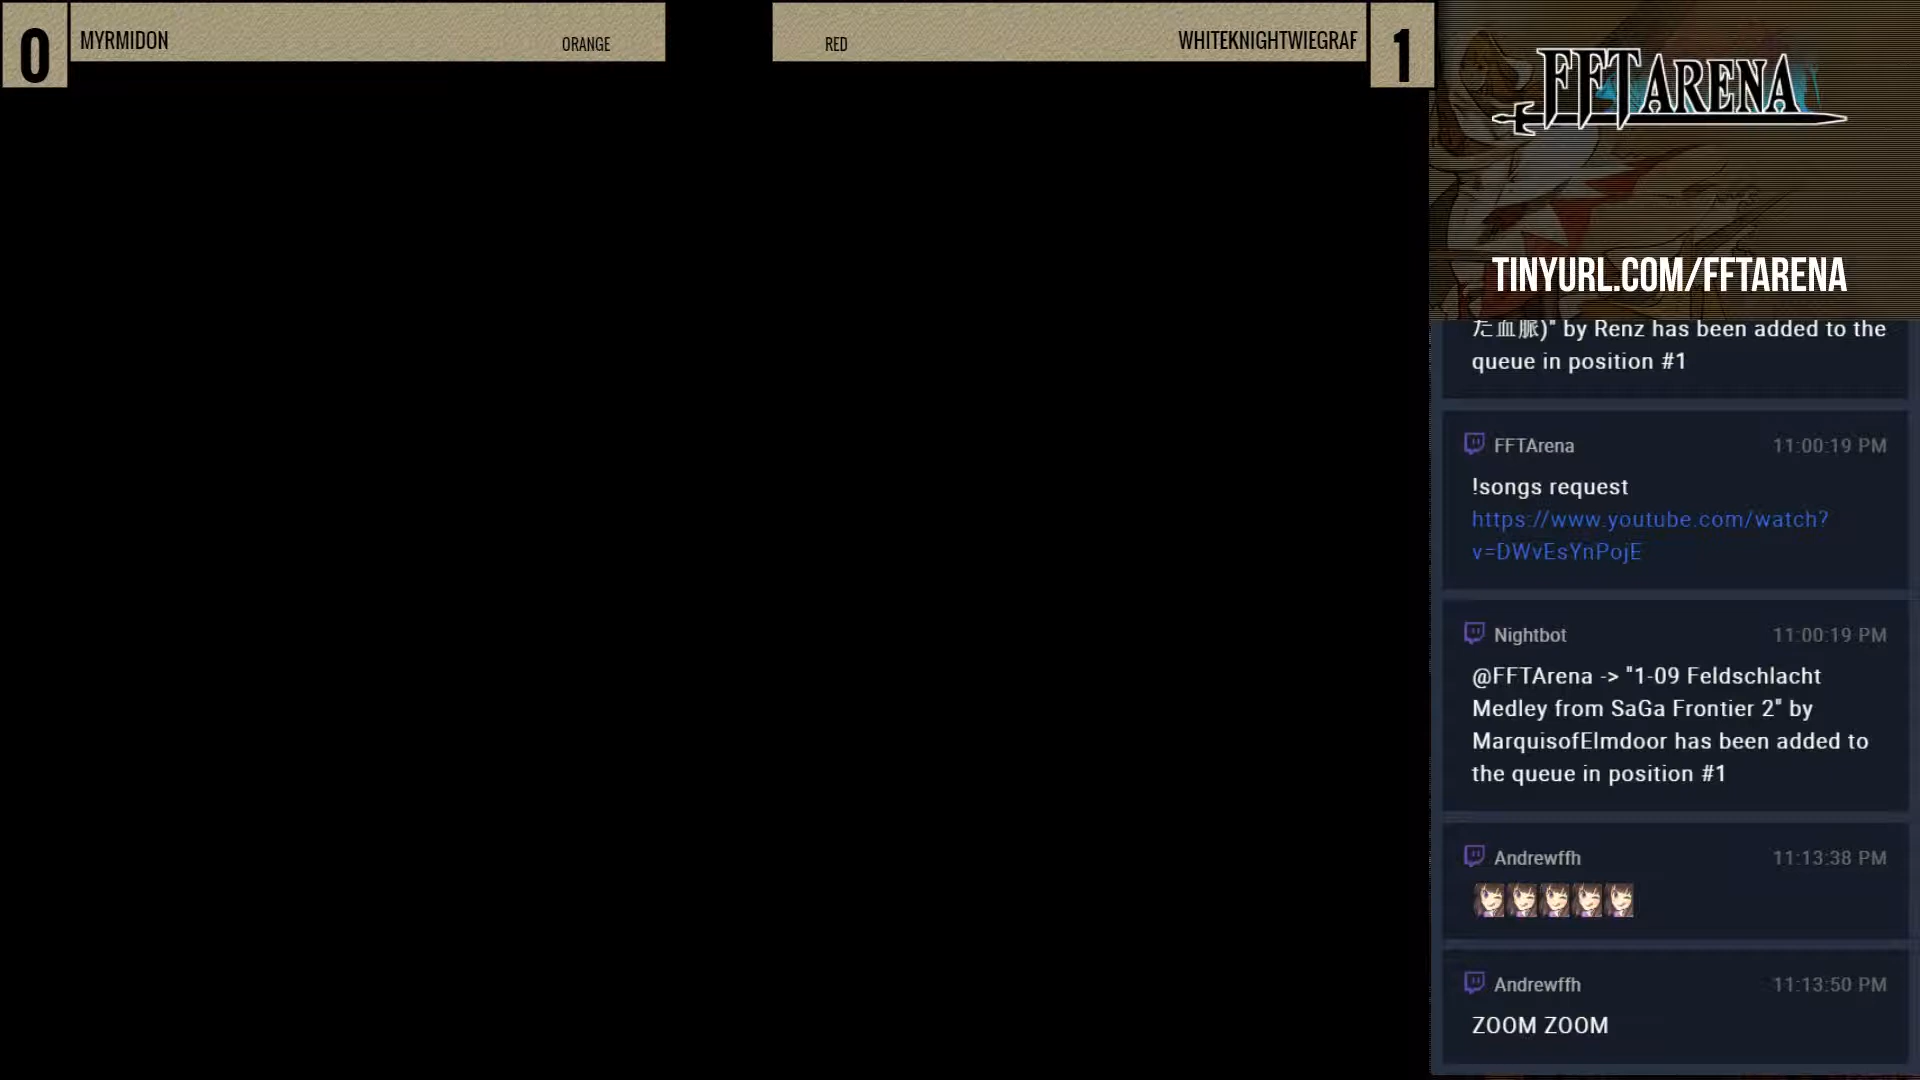 0
MYRMIDON
ORANGE
RED
WHITEKNIGHTWIEGRAF
1
FFTARENA
TINYURL.COM/FFTARENA
た血脈)" by Renz has been added to the
queue in position #1
FFTArena
11:00:19 PM
!songs request
https://www.youtube.com/watch?
v=DWvEsYnPojE
Nightbot
11:00:19 PM
@FFTArena -> "1-09 Feldschlacht
Medley from SaGa Frontier 2" by
MarquisofElmdoor has been added to
the queue in position #1
Andrewffh
11:13:38 PM
Andrewffh
11:13:50 PM
ZOOM ZOOM